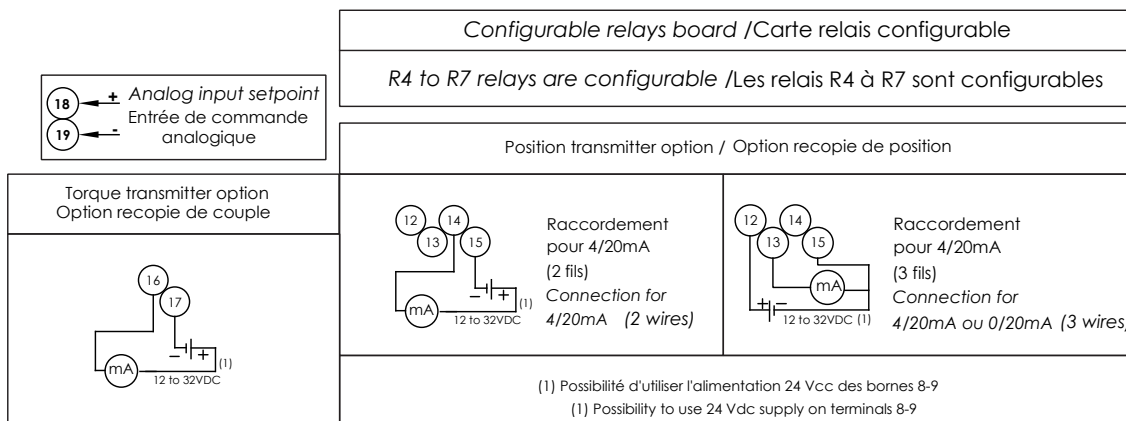 Configurable relays board /Carte relais configurable
R4 to R7 relays are configurable /Les relais R4 à R7 sont configurables
18 + Analog input setpoint
Entrée de commande
19 - analogique
Position transmitter option / Option recopie de position
Torque transmitter option
Option recopie de couple
16
17
- +
(1)
mA
12 to 32VDC
12 14
13 15
- +
(1)
mA
12 to 32VDC
Raccordement
pour 4/20mA
(2 fils)
Connection for
4/20mA (2 wires)
12 14
13 15
mA
+ -
12 to 32VDC (1)
Raccordement
pour 4/20mA
(3 fils)
Connection for
4/20mA ou 0/20mA (3 wires)
(1) Possibilité d'utiliser l'alimentation 24 Vcc des bornes 8-9
(1) Possibility to use 24 Vdc supply on terminals 8-9